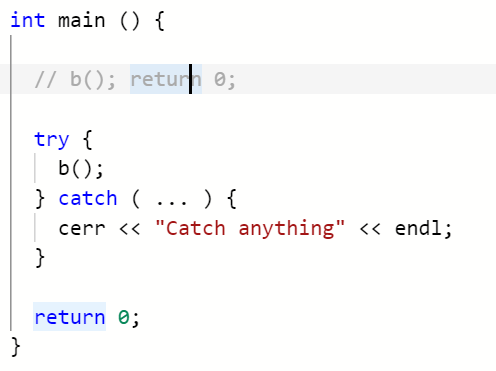 int main () {
// b(); return 0;
try {
b();
} catch ( ... ) {
cerr << "Catch anything" << endl;
}
return 0;
}